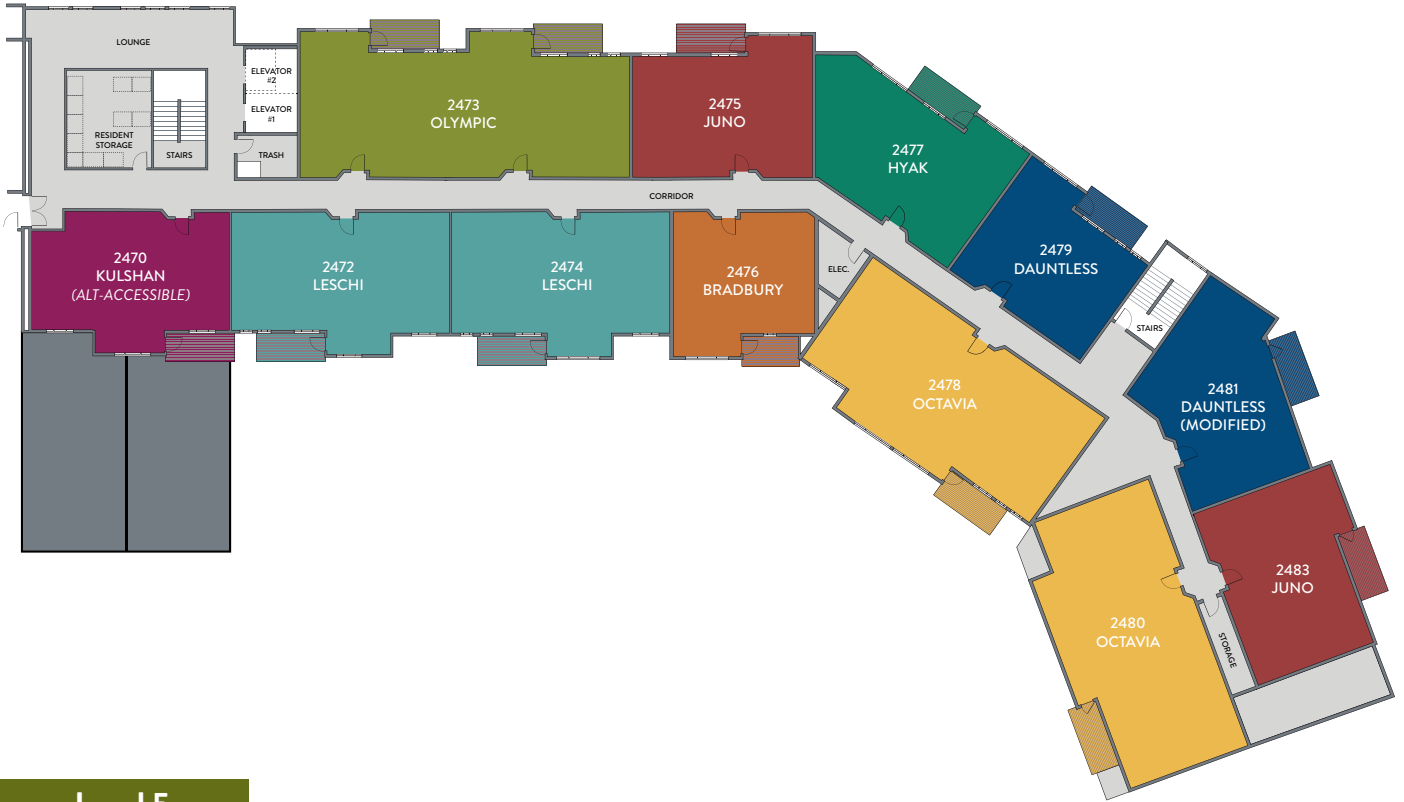 LOUNGE
ELEVATOR
#2
ELEVATOR
#1
RESIDENT
STORAGE
STAIRS
TRASH
2473
OLYMPIC
2475
JUNO
2477
HYAK
CORRIDOR
2470
KULSHAN
(ALT-ACCESSIBLE)
2472
LESCHI
2474
LESCHI
2476
BRADBURY
ELEC.
2479
DAUNTLESS
STAIRS
2478
OCTAVIA
2481
DAUNTLESS
(MODIFIED)
2483
JUNO
2480
OCTAVIA
STORAGE
Level 5